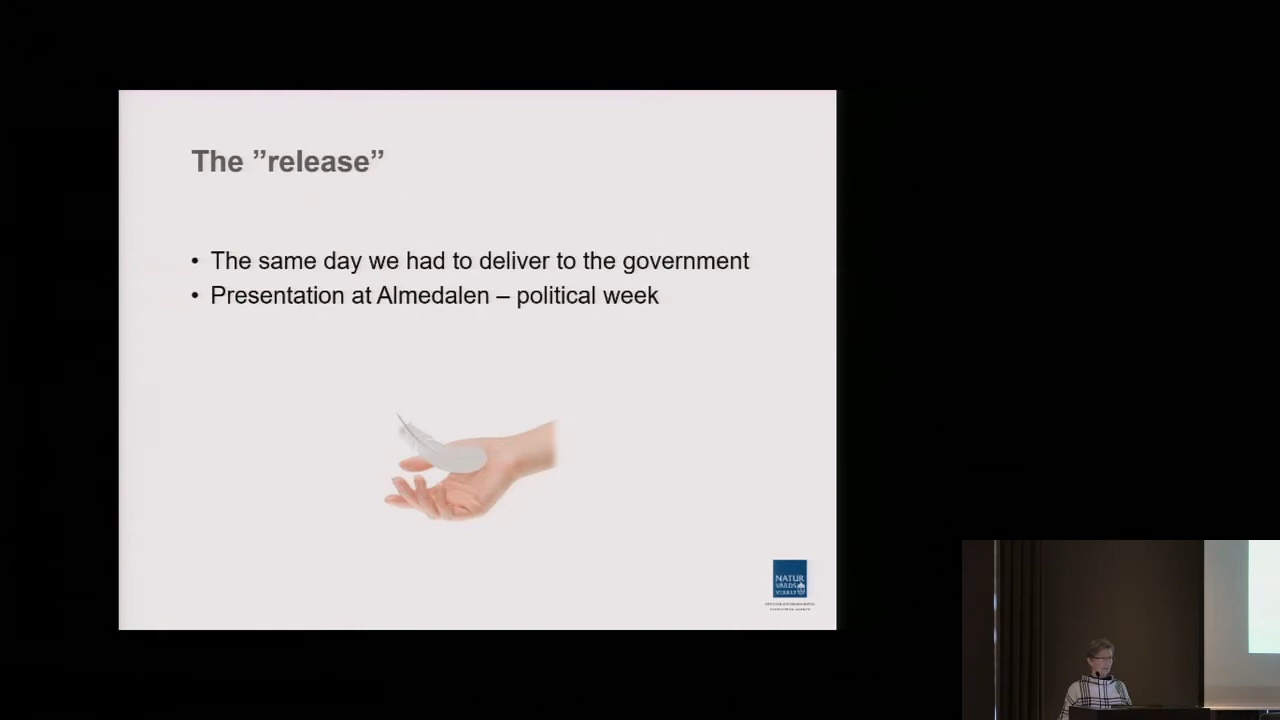 The ”release”
• The same day we had to deliver to the government
• Presentation at Almedalen – political week
NATUR
VÅRDS
VERKET